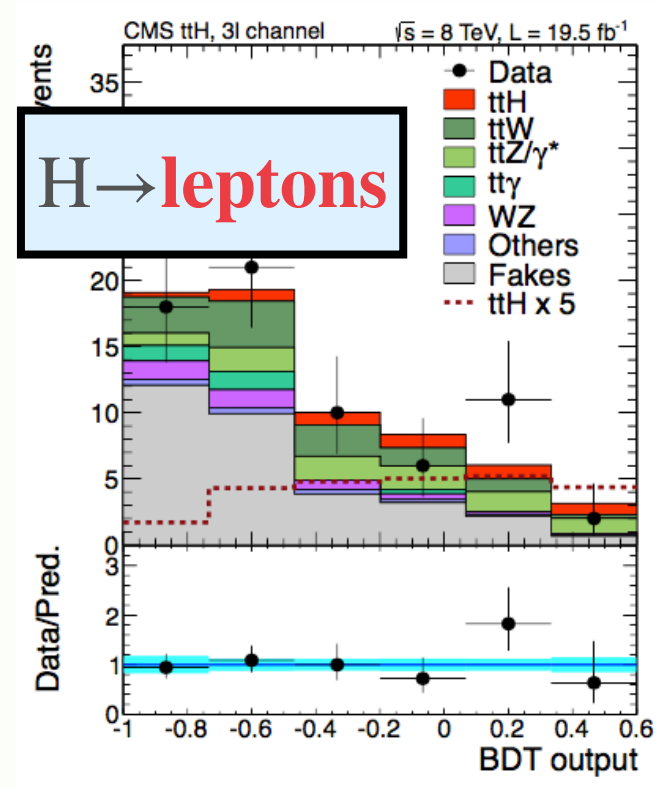 CMS ttH, 3l channel
√s = 8 TeV, L = 19.5 fb⁻¹
vents
35
20
15
10
5
0
H→leptons
Data
ttH
ttW
ttZ/γ*
ttγ
WZ
Others
Fakes
ttH x 5
Data/Pred.
3
2
1
0
-1 -0.8 -0.6 -0.4 -0.2 0 0.2 0.4 0.6
BDT output